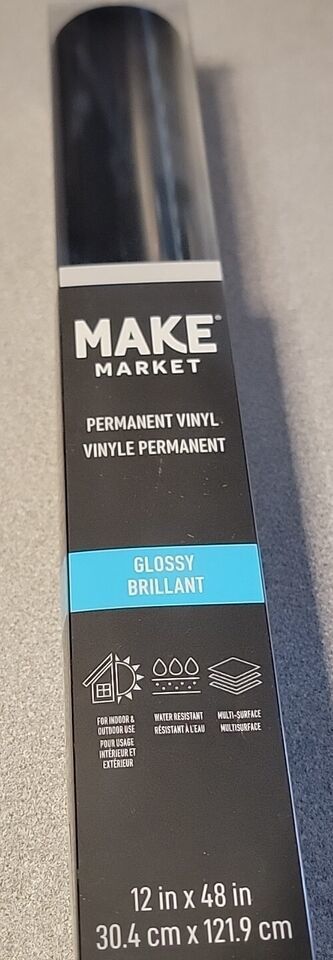 MAKE®
MARKET
PERMANENT VINYL
VINYLE PERMANENT
GLOSSY
BRILLANT
FOR INDOOR &
OUTDOOR USE
POUR USAGE
INTÉRIEUR ET
EXTÉRIEUR
WATER RESISTANT
RÉSISTANT À L'EAU
MULTI-SURFACE
MULTISURFACE
12 in x 48 in
30.4 cm x 121.9 cm